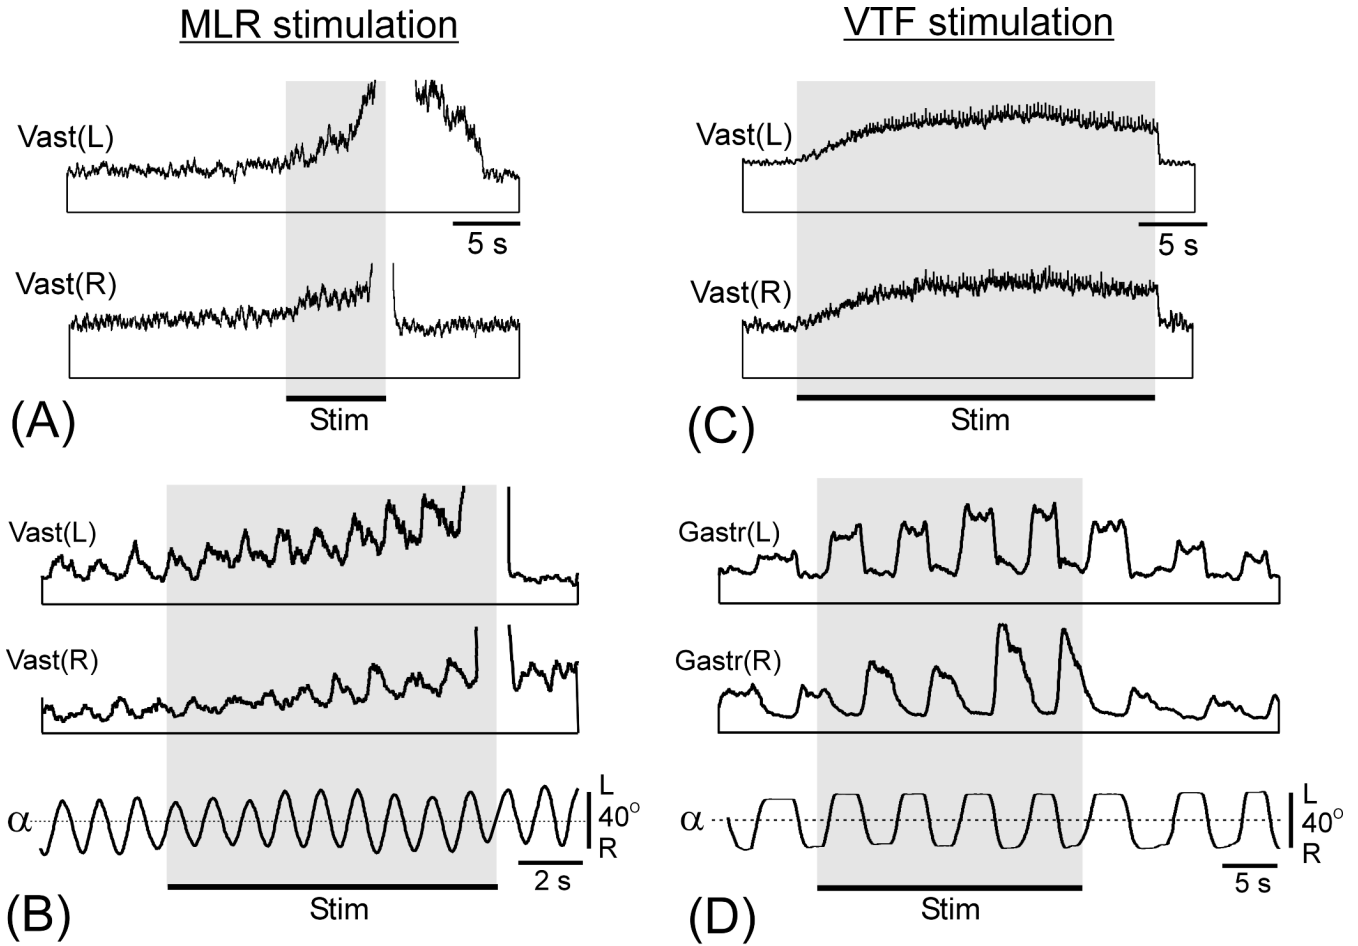 MLR stimulation
VTF stimulation
Vast(L)
5 s
Vast(R)
Stim
(A)
Vast(L)
5 s
Vast(R)
Stim
(C)
Vast(L)
Vast(R)
α
L
40°
R
2 s
Stim
(B)
Gastr(L)
Gastr(R)
α
L
40°
R
5 s
Stim
(D)